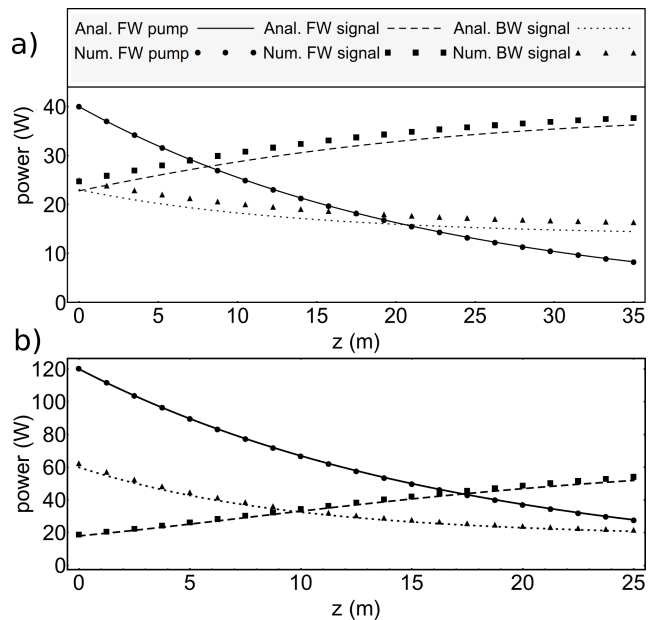 a)
Anal. FW pump Anal. FW signal Anal. BW signal
Num. FW pump Num. FW signal Num. BW signal
power (W)
40
30
20
10
0
0 5 10 15 20 25 30 35
z (m)
b)
power (W)
120
100
80
60
40
20
0
0 5 10 15 20 25
z (m)